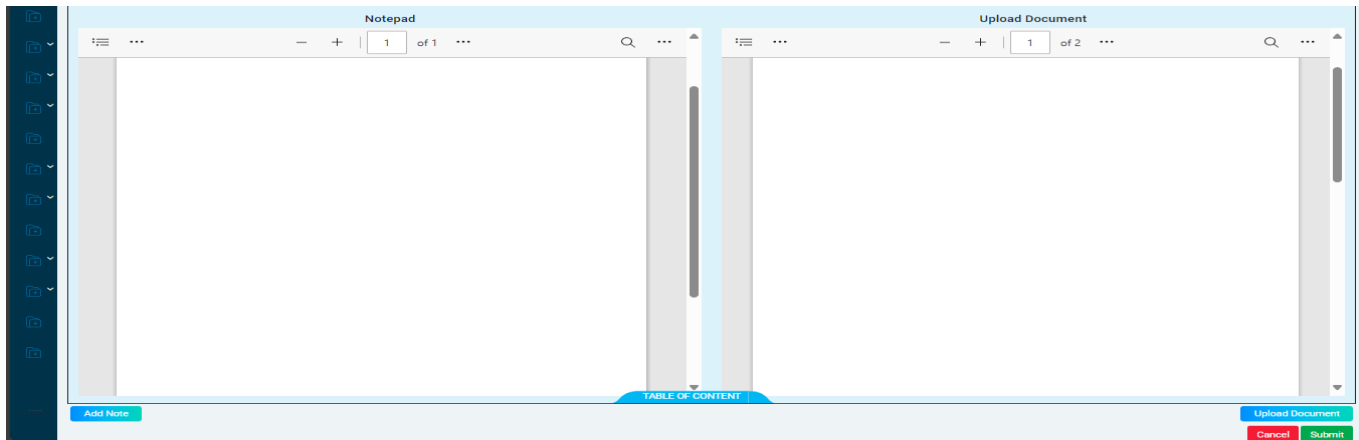 Notepad
Upload Document
1 of 1
1 of 2
TABLE OF CONTENT
Add Note
Upload Document
Cancel
Submit